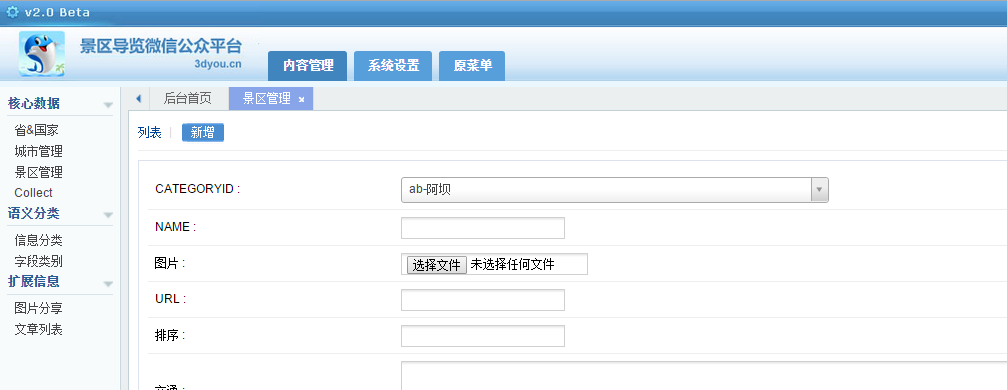 v2.0 Beta
景区导览微信公众平台
3dyou.cn
内容管理 系统设置 原菜单
核心数据
省&国家
城市管理
景区管理
Collect
语义分类
信息分类
字段类别
扩展信息
图片分享
文章列表
后台首页 景区管理 ×
列表 | 新增
CATEGORYID : ab-阿坝
NAME :
图片 : 选择文件 未选择任何文件
URL :
排序 :
交通 :